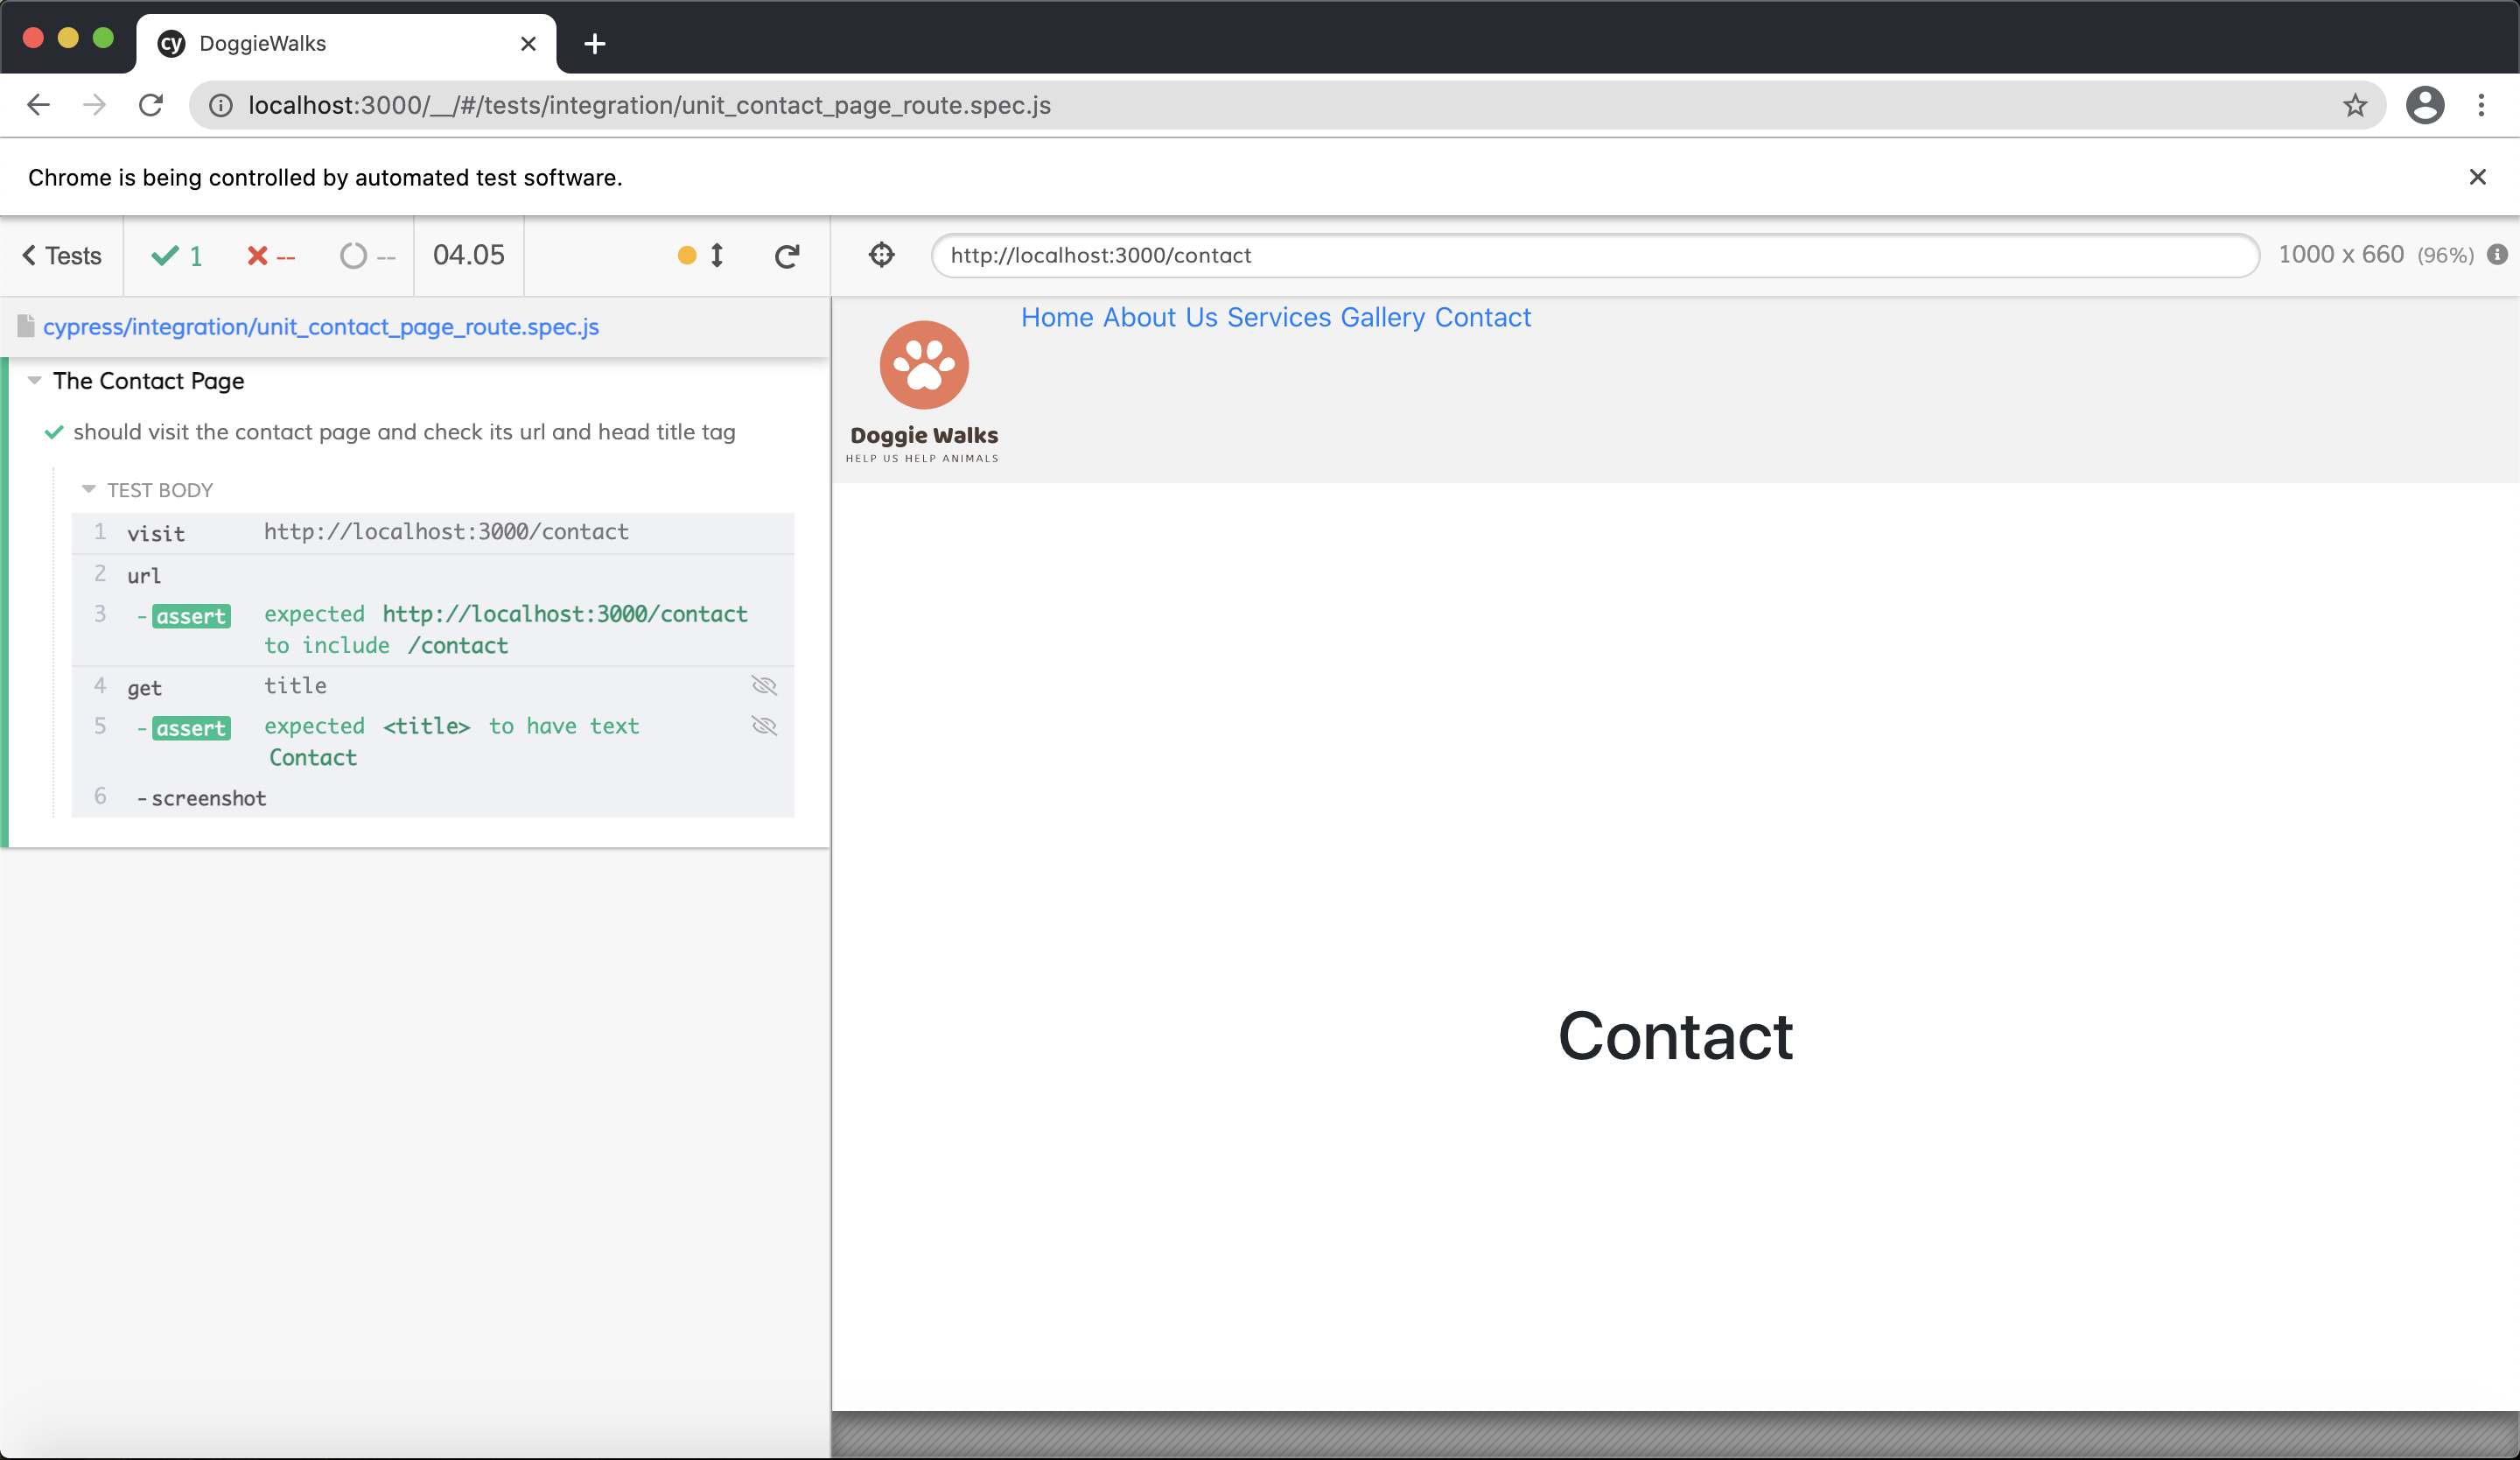 cy DoggieWalks
localhost:3000/__/#/tests/integration/unit_contact_page_route.spec.js
Chrome is being controlled by automated test software.
Tests 1 -- -- 04.05
http://localhost:3000/contact 1000 x 660 (96%)
cypress/integration/unit_contact_page_route.spec.js
The Contact Page
should visit the contact page and check its url and head title tag
TEST BODY
1 visit http://localhost:3000/contact
2 url
3 -assert expected http://localhost:3000/contact
to include /contact
4 get title
5 -assert expected <title> to have text
Contact
6 -screenshot
Home About Us Services Gallery Contact
Doggie Walks
HELP US HELP ANIMALS
Contact